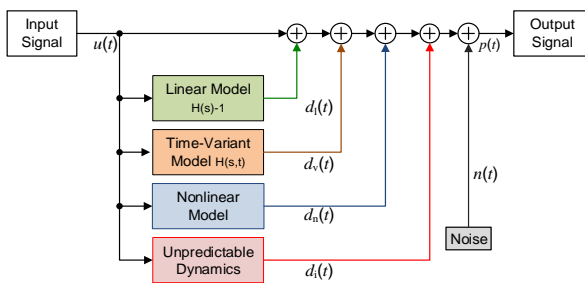 Input
Signal
u(t)
p(t)
Output
Signal
Linear Model
H(s)-1
d_l(t)
Time-Variant
Model H(s,t)
d_v(t)
Nonlinear
Model
d_n(t)
n(t)
Noise
Unpredictable
Dynamics
d_i(t)